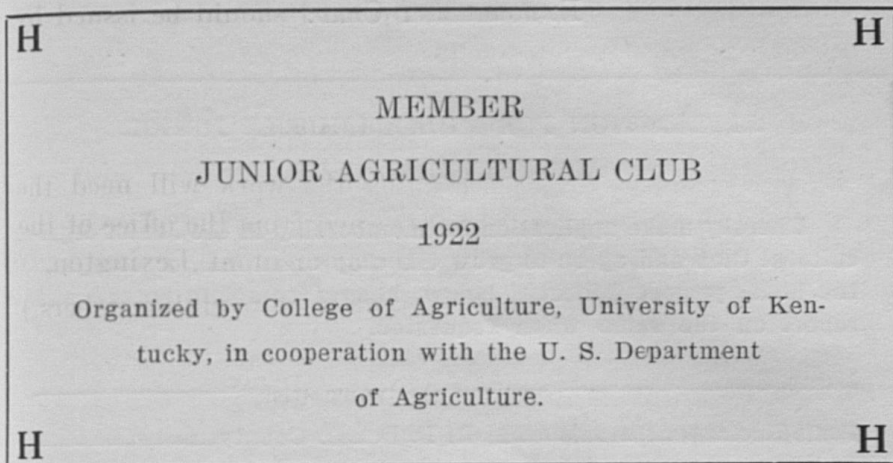 H H
MEMBER
JUNIOR AGRICULTURAL CLUB
1922
Organized by College of Agriculture, University of Ken-
tucky, in cooperation with the U. S. Department
of Agriculture.
H H